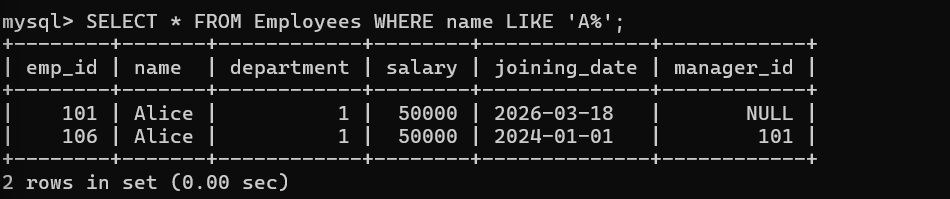 mysql> SELECT * FROM Employees WHERE name LIKE 'A%';
+--------+-------+------------+--------+--------------+------------+
| emp_id | name  | department | salary | joining_date | manager_id |
+--------+-------+------------+--------+--------------+------------+
|    101 | Alice |          1 |  50000 | 2026-03-18   |       NULL |
|    106 | Alice |          1 |  50000 | 2024-01-01   |        101 |
+--------+-------+------------+--------+--------------+------------+
2 rows in set (0.00 sec)